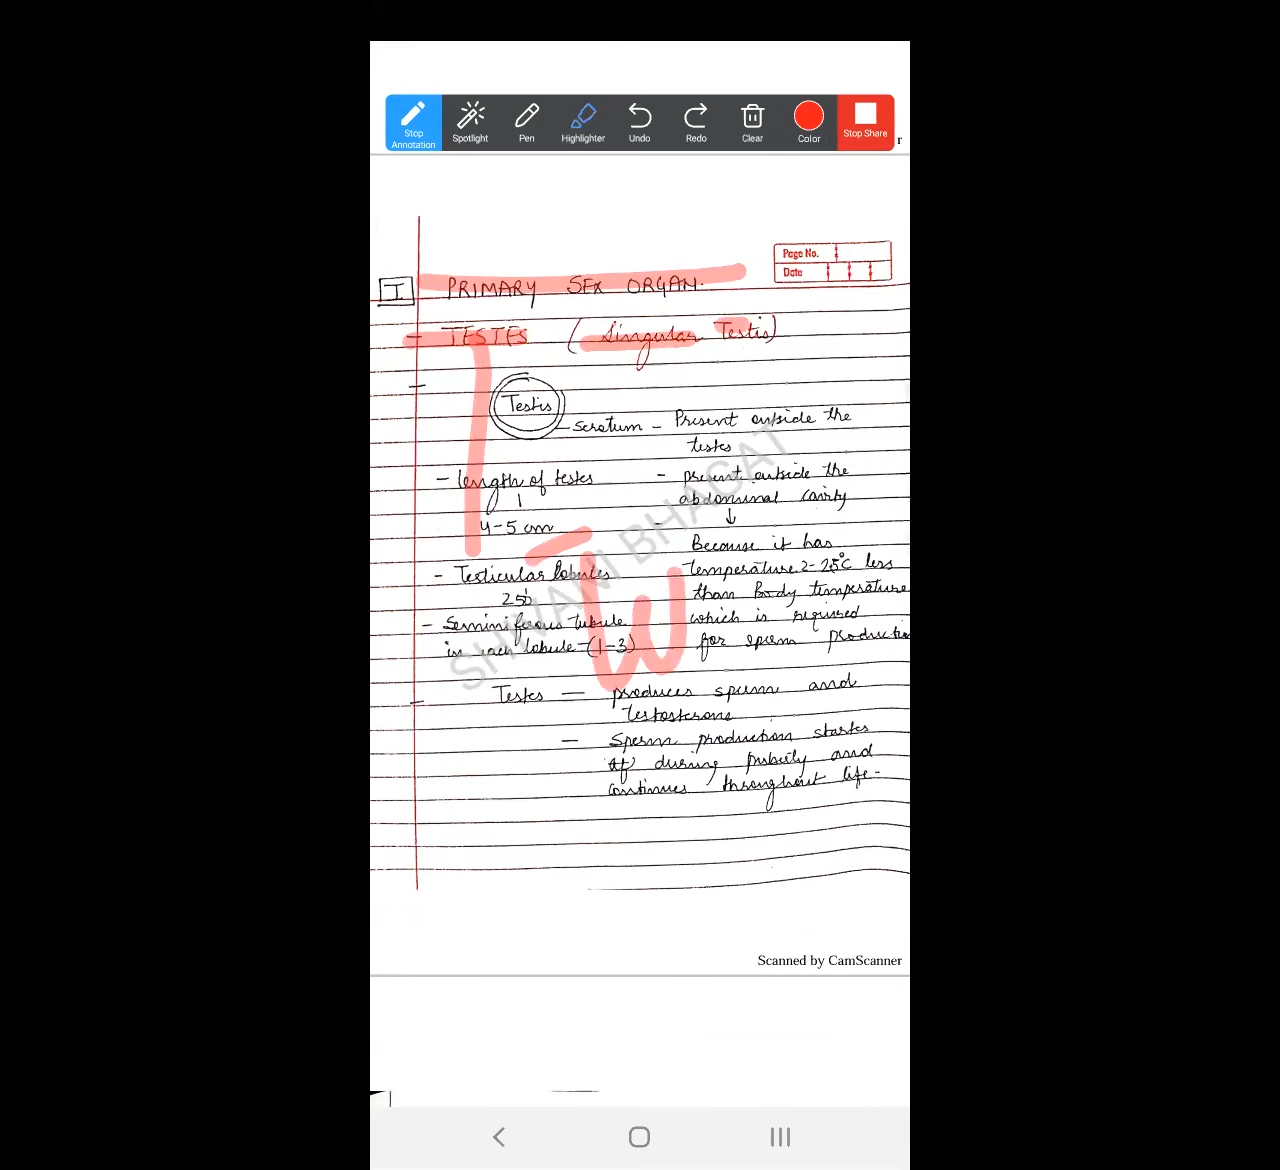 Stop Annotation
Spotlight
Pen
Highlighter
Undo
Redo
Clear
Color
Stop Share
r
Page No.
Date
I PRIMARY SEX ORGAN.
- TESTES (Singular Testis)
-
Testis
Scrotum - Present outside the
testes
- length of testes
4-5 cm
- present outside the
abdominal cavity
↓
Because it has
temperature 2-2.5°C less
than body temperature
which is required
for sperm production
- Testicular lobules
250
- Seminiferous tubule
in each lobule - (1-3)
- Testes — produces sperm and
testosterone
- Sperm production starts
during puberty and
continues throughout life.
SHIVANI BHAGAT
Scanned by CamScanner